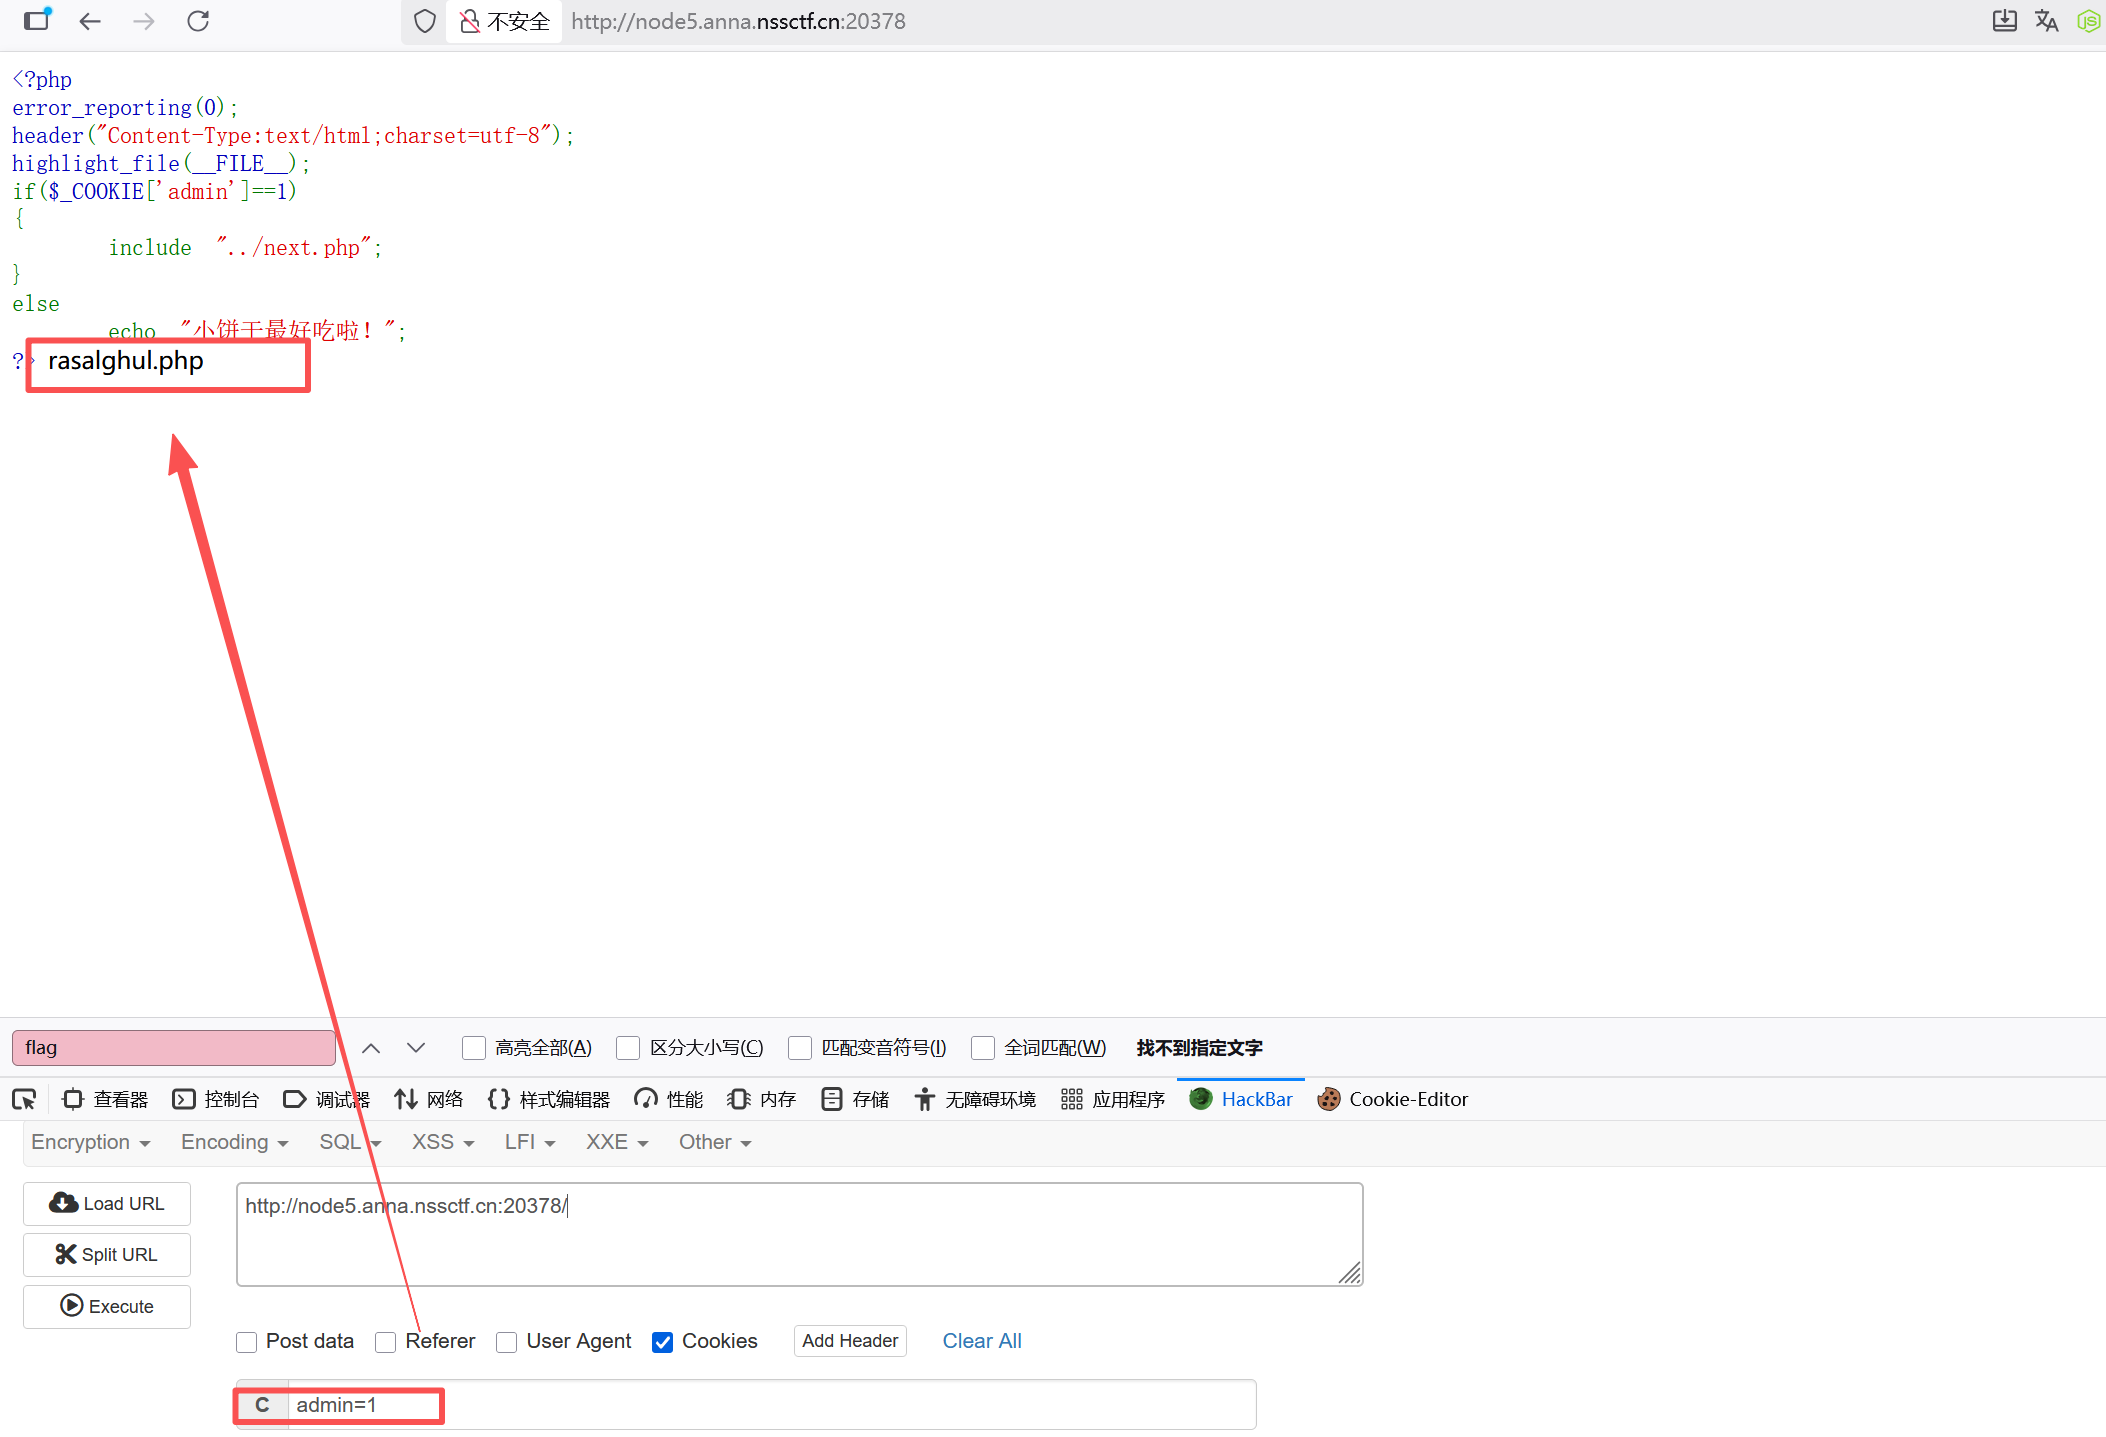 不安全 http://node5.anna.nssctf.cn:20378
<?php
error_reporting(0);
header("Content-Type:text/html;charset=utf-8");
highlight_file(__FILE__);
if($_COOKIE['admin']==1)
{
include "../next.php";
}
else
echo "小饼干最好吃啦！";
?> rasalghul.php
flag 高亮全部(A) 区分大小写(C) 匹配变音符号(I) 全词匹配(W) 找不到指定文字
查看器 控制台 调试器 网络 {} 样式编辑器 性能 内存 存储 无障碍环境 应用程序 HackBar Cookie-Editor
Encryption Encoding SQL XSS LFI XXE Other
Load URL http://node5.anna.nssctf.cn:20378/
Split URL
Execute
Post data Referer User Agent Cookies Add Header Clear All
C admin=1